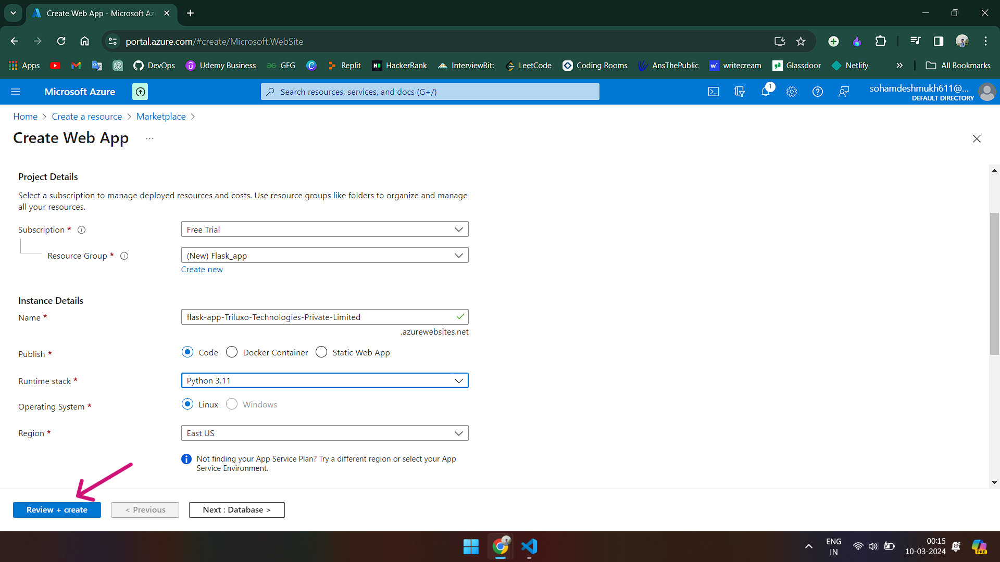 Create Web App - Microsoft Az
portal.azure.com/#create/Microsoft.WebSite
Apps
DevOps
Udemy Business
GFG
Replit
HackerRank
InterviewBit:
LeetCode
Coding Rooms
AnsThePublic
writecream
Glassdoor
Netlify
All Bookmarks
Microsoft Azure
Search resources, services, and docs (G+/)
1
sohamdeshmukh611@...
DEFAULT DIRECTORY
Home > Create a resource > Marketplace >
Create Web App ...
Project Details
Select a subscription to manage deployed resources and costs. Use resource groups like folders to organize and manage
all your resources.
Subscription *
Free Trial
Resource Group *
(New) Flask_app
Create new
Instance Details
Name *
flask-app-Triluxo-Technologies-Private-Limited
.azurewebsites.net
Publish *
Code
Docker Container
Static Web App
Runtime stack *
Python 3.11
Operating System *
Linux
Windows
Region *
East US
Not finding your App Service Plan? Try a different region or select your App
Service Environment.
Review + create
< Previous
Next : Database >
ENG
IN
00:15
10-03-2024
PRE